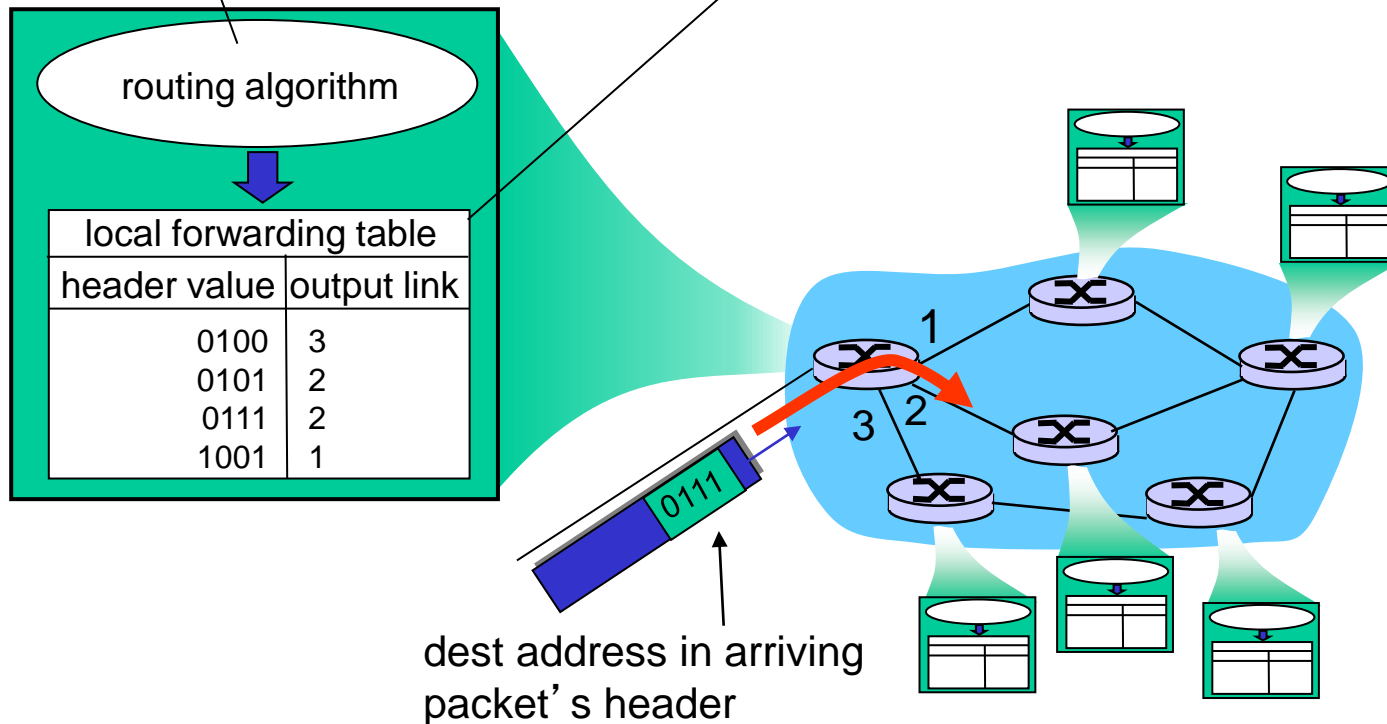 routing algorithm
local forwarding table
header value output link
0100 3
0101 2
0111 2
1001 1
1
2
3
0111
dest address in arriving
packet’s header